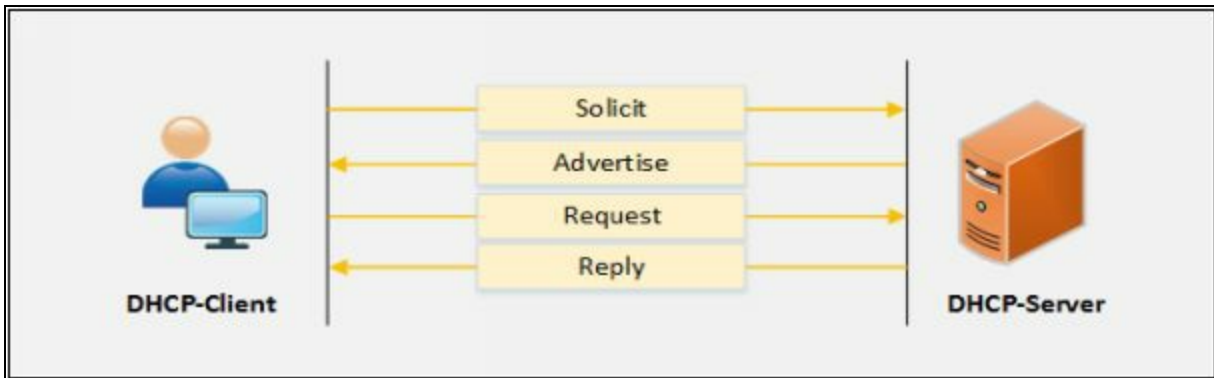 Solicit
Advertise
Request
Reply
DHCP-Client
DHCP-Server